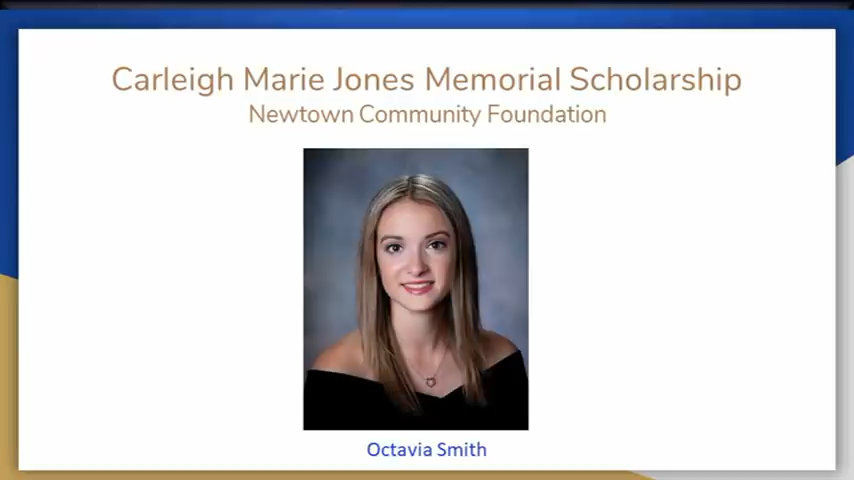 Carleigh Marie Jones Memorial Scholarship
Newtown Community Foundation
Octavia Smith